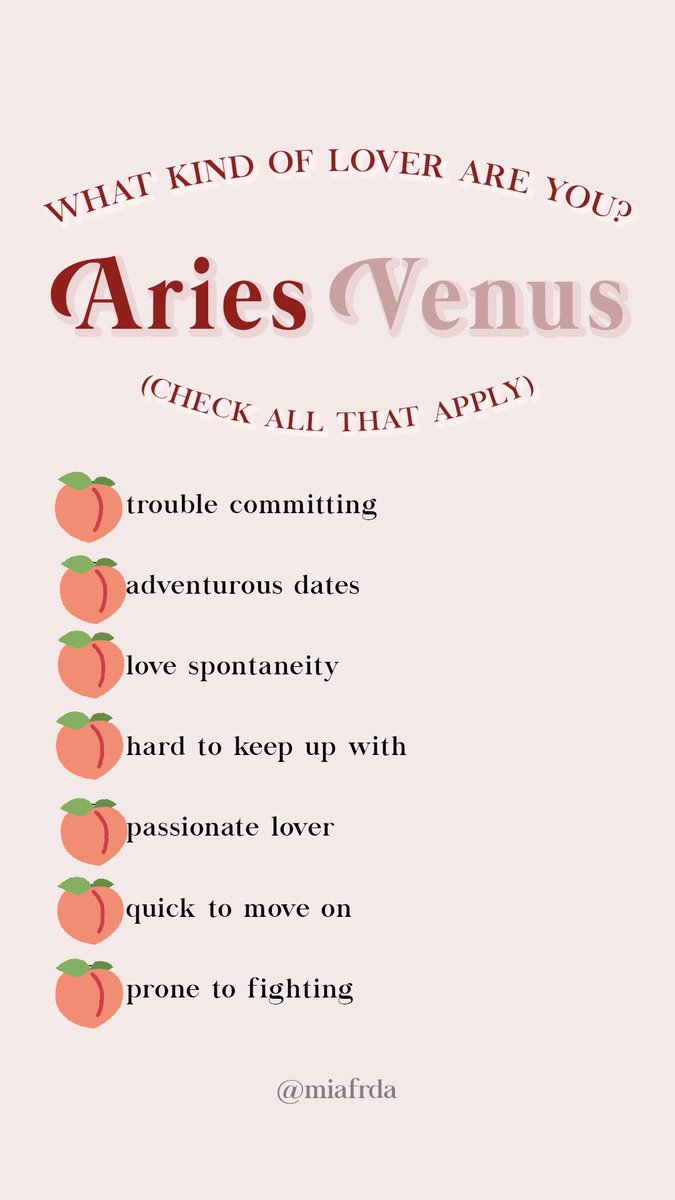 WHAT KIND OF LOVER ARE YOU?
Aries Venus
(CHECK ALL THAT APPLY)
trouble committing
adventurous dates
love spontaneity
hard to keep up with
passionate lover
quick to move on
prone to fighting
@miafrda